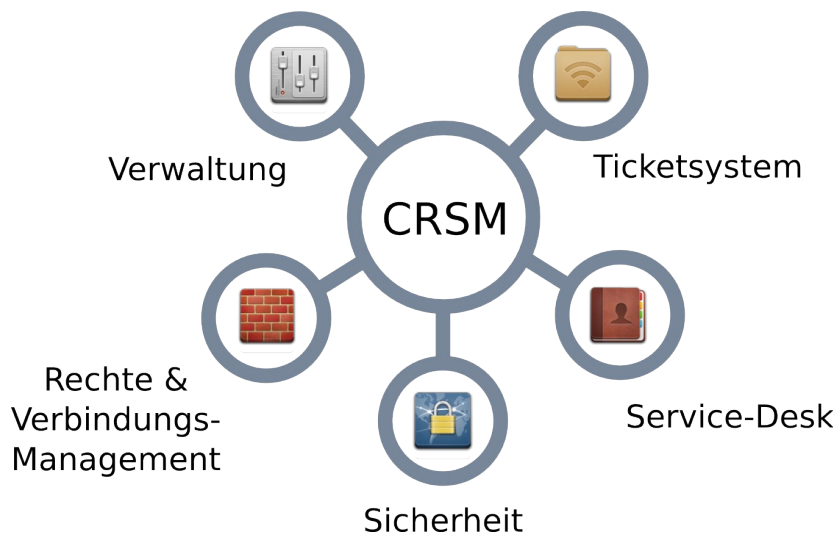 Verwaltung
Ticketsystem
CRSM
Rechte &
Verbindungs-
Management
Service-Desk
Sicherheit